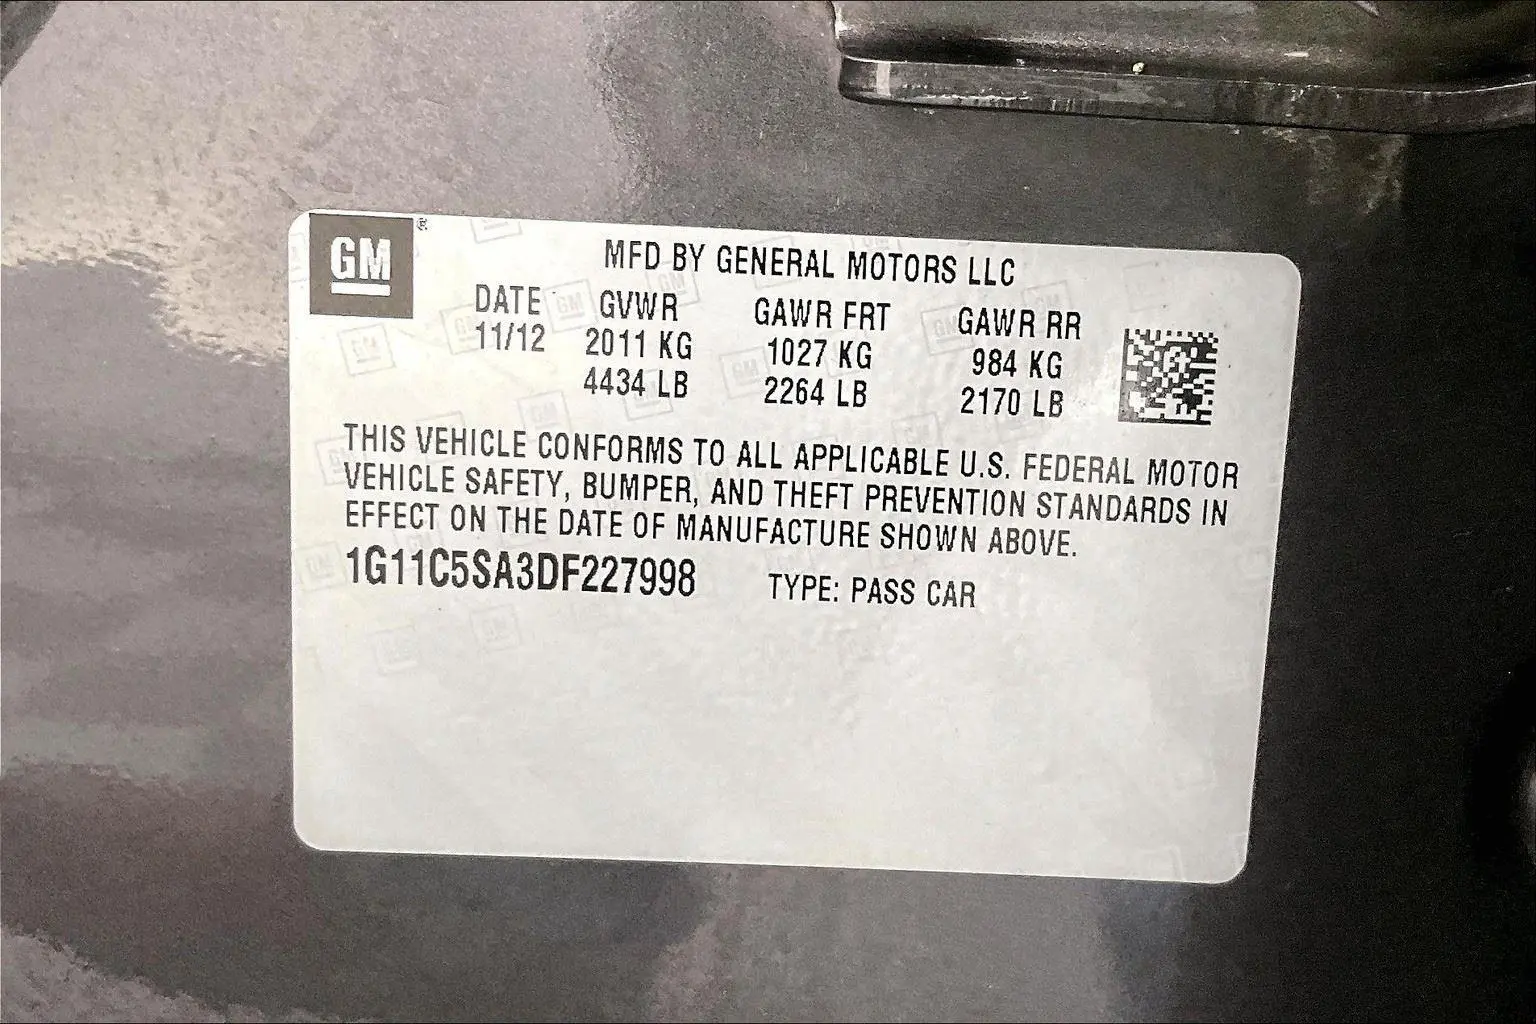 GM ®
MFD BY GENERAL MOTORS LLC
DATE GVWR GAWR FRT GAWR RR
11/12 2011 KG 1027 KG 984 KG
4434 LB 2264 LB 2170 LB
THIS VEHICLE CONFORMS TO ALL APPLICABLE U.S. FEDERAL MOTOR
VEHICLE SAFETY, BUMPER, AND THEFT PREVENTION STANDARDS IN
EFFECT ON THE DATE OF MANUFACTURE SHOWN ABOVE.
1G11C5SA3DF227998 TYPE: PASS CAR